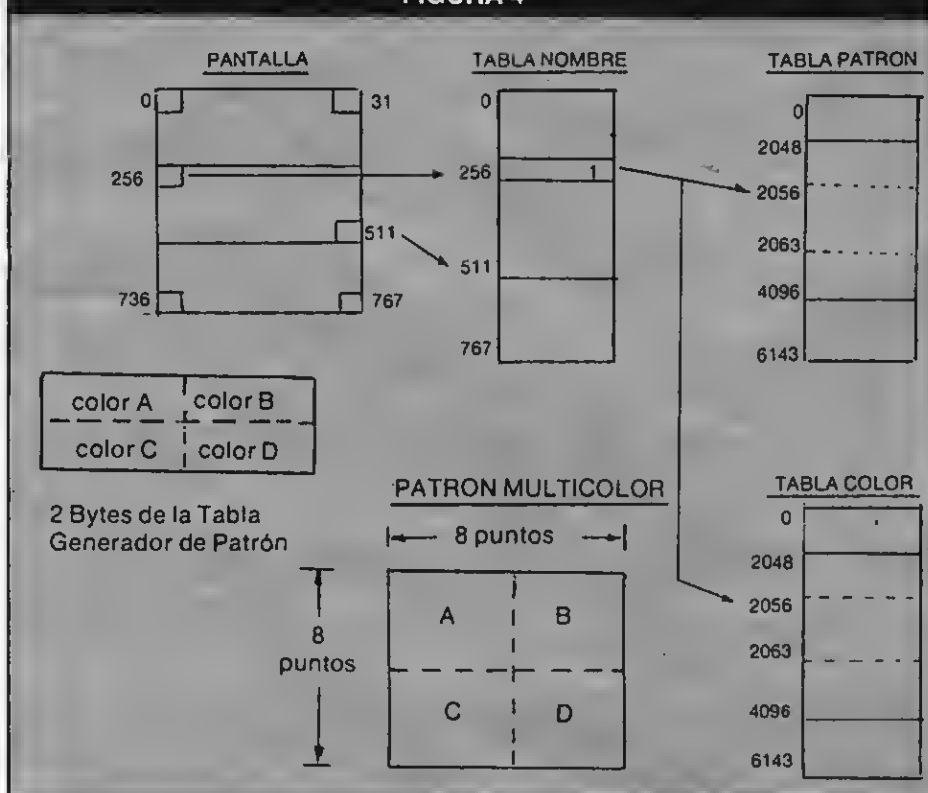 FIGURA 4
PANTALLA
0
31
256
511
736
767
TABLA NOMBRE
0
256
1
511
767
TABLA PATRON
0
2048
2056
2063
4096
6143
color A
color B
color C
color D
2 Bytes de la Tabla
Generador de Patrón
PATRON MULTICOLOR
8 puntos
8
puntos
A
B
C
D
TABLA COLOR
0
2048
2056
2063
4096
6143